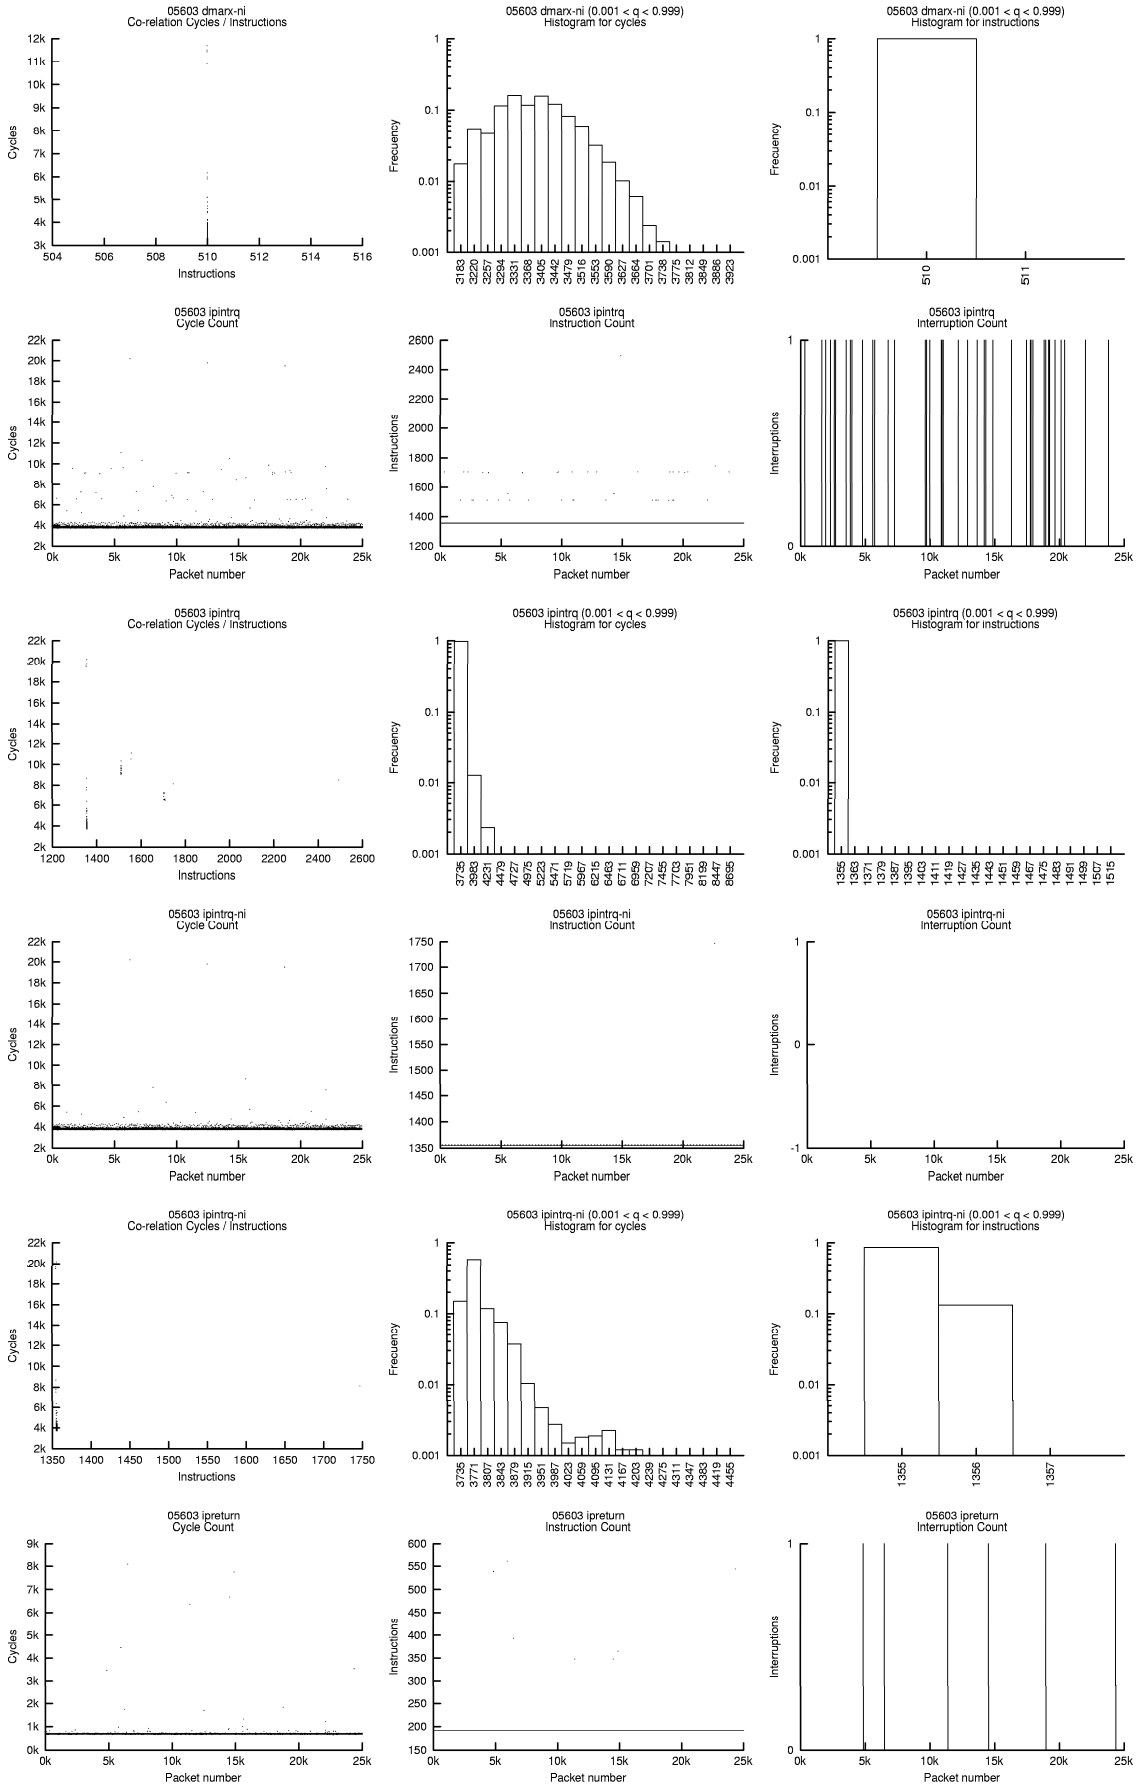 05603 dmarx-ni
Co-relation Cycles / Instructions
12k
11k
10k
9k
8k
7k
6k
5k
4k
3k
504 506 508 510 512 514 516
Cycles
Instructions
05603 dmarx-ni (0.001 < q < 0.999)
Histogram for cycles
1
0.1
0.01
0.001
3183 3220 3257 3294 3331 3368 3405 3442 3479 3516 3553 3590 3627 3664 3701 3738 3775 3812 3849 3886 3923
Frecuency
05603 dmarx-ni (0.001 < q < 0.999)
Histogram for instructions
1
0.1
0.01
0.001
510 511
Frecuency
05603 ipintrq
Cycle Count
22k
20k
18k
16k
14k
12k
10k
8k
6k
4k
2k
0k 5k 10k 15k 20k 25k
Cycles
Packet number
05603 ipintrq
Instruction Count
2600
2400
2200
2000
1800
1600
1400
1200
0k 5k 10k 15k 20k 25k
Instructions
Packet number
05603 ipintrq
Interruption Count
1
0
0k 5k 10k 15k 20k 25k
Interruptions
Packet number
05603 ipintrq
Co-relation Cycles / Instructions
22k
20k
18k
16k
14k
12k
10k
8k
6k
4k
2k
1200 1400 1600 1800 2000 2200 2400 2600
Cycles
Instructions
05603 ipintrq (0.001 < q < 0.999)
Histogram for cycles
1
0.1
0.01
0.001
3735 3983 4231 4479 4727 4975 5223 5471 5719 5967 6215 6463 6711 6959 7207 7455 7703 7951 8199 8447 8695
Frecuency
05603 ipintrq (0.001 < q < 0.999)
Histogram for instructions
1
0.1
0.01
0.001
1355 1363 1371 1379 1387 1395 1403 1411 1419 1427 1435 1443 1451 1459 1467 1475 1483 1491 1499 1507 1515
Frecuency
05603 ipintrq-ni
Cycle Count
22k
20k
18k
16k
14k
12k
10k
8k
6k
4k
2k
0k 5k 10k 15k 20k 25k
Cycles
Packet number
05603 ipintrq-ni
Instruction Count
1750
1700
1650
1600
1550
1500
1450
1400
1350
0k 5k 10k 15k 20k 25k
Instructions
Packet number
05603 ipintrq-ni
Interruption Count
1
0
-1
0k 5k 10k 15k 20k 25k
Interruptions
Packet number
05603 ipintrq-ni
Co-relation Cycles / Instructions
22k
20k
18k
16k
14k
12k
10k
8k
6k
4k
2k
1350 1400 1450 1500 1550 1600 1650 1700 1750
Cycles
Instructions
05603 ipintrq-ni (0.001 < q < 0.999)
Histogram for cycles
1
0.1
0.01
0.001
3735 3771 3807 3843 3879 3915 3951 3987 4023 4059 4095 4131 4167 4203 4239 4275 4311 4347 4383 4419 4455
Frecuency
05603 ipintrq-ni (0.001 < q < 0.999)
Histogram for instructions
1
0.1
0.01
0.001
1355 1356 1357
Frecuency
05603 ipreturn
Cycle Count
9k
8k
7k
6k
5k
4k
3k
2k
1k
0k
0k 5k 10k 15k 20k 25k
Cycles
Packet number
05603 ipreturn
Instruction Count
600
550
500
450
400
350
300
250
200
150
0k 5k 10k 15k 20k 25k
Instructions
Packet number
05603 ipreturn
Interruption Count
1
0
0k 5k 10k 15k 20k 25k
Interruptions
Packet number